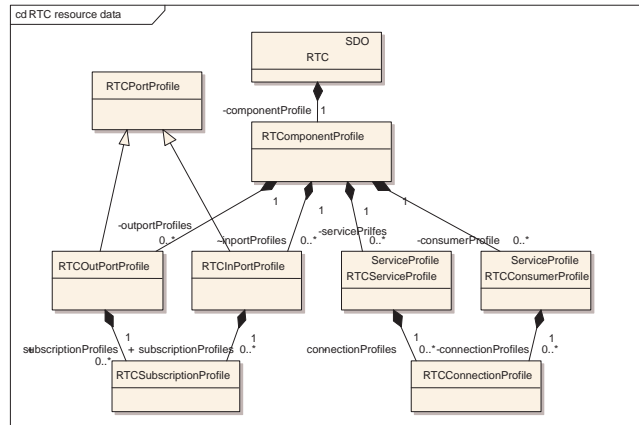 cd RTC resource data
SDO
RTC
RTCPortProfile
-componentProfile
1
RTComponentProfile
1
1
1
1
-outportProfiles
0..*
~inportProfiles
0..*
-servicePrilfes
0..*
-consumerProfile
0..*
RTCOutPortProfile
RTCInPortProfile
ServiceProfile
RTCServiceProfile
ServiceProfile
RTCConsumerProfile
1
1
1
1
subscriptionProfiles
0..*
+ subscriptionProfiles
0..*
connectionProfiles
0..*
-connectionProfiles
0..*
RTCSubscriptionProfile
RTCConnectionProfile